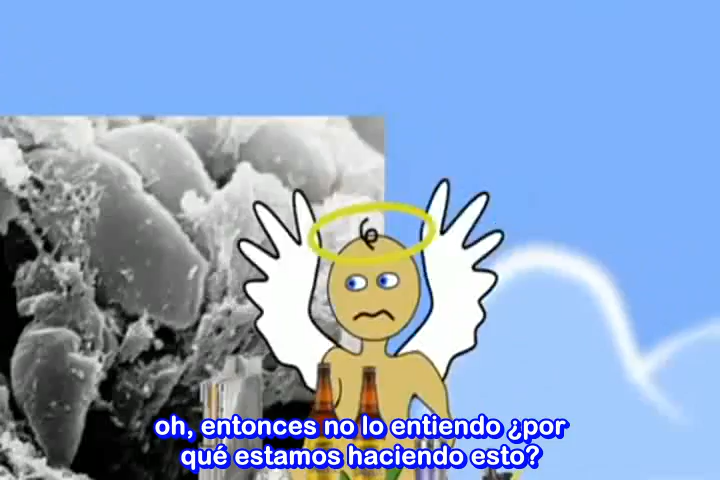 oh, entonces no lo entiendo ¿por
qué estamos haciendo esto?